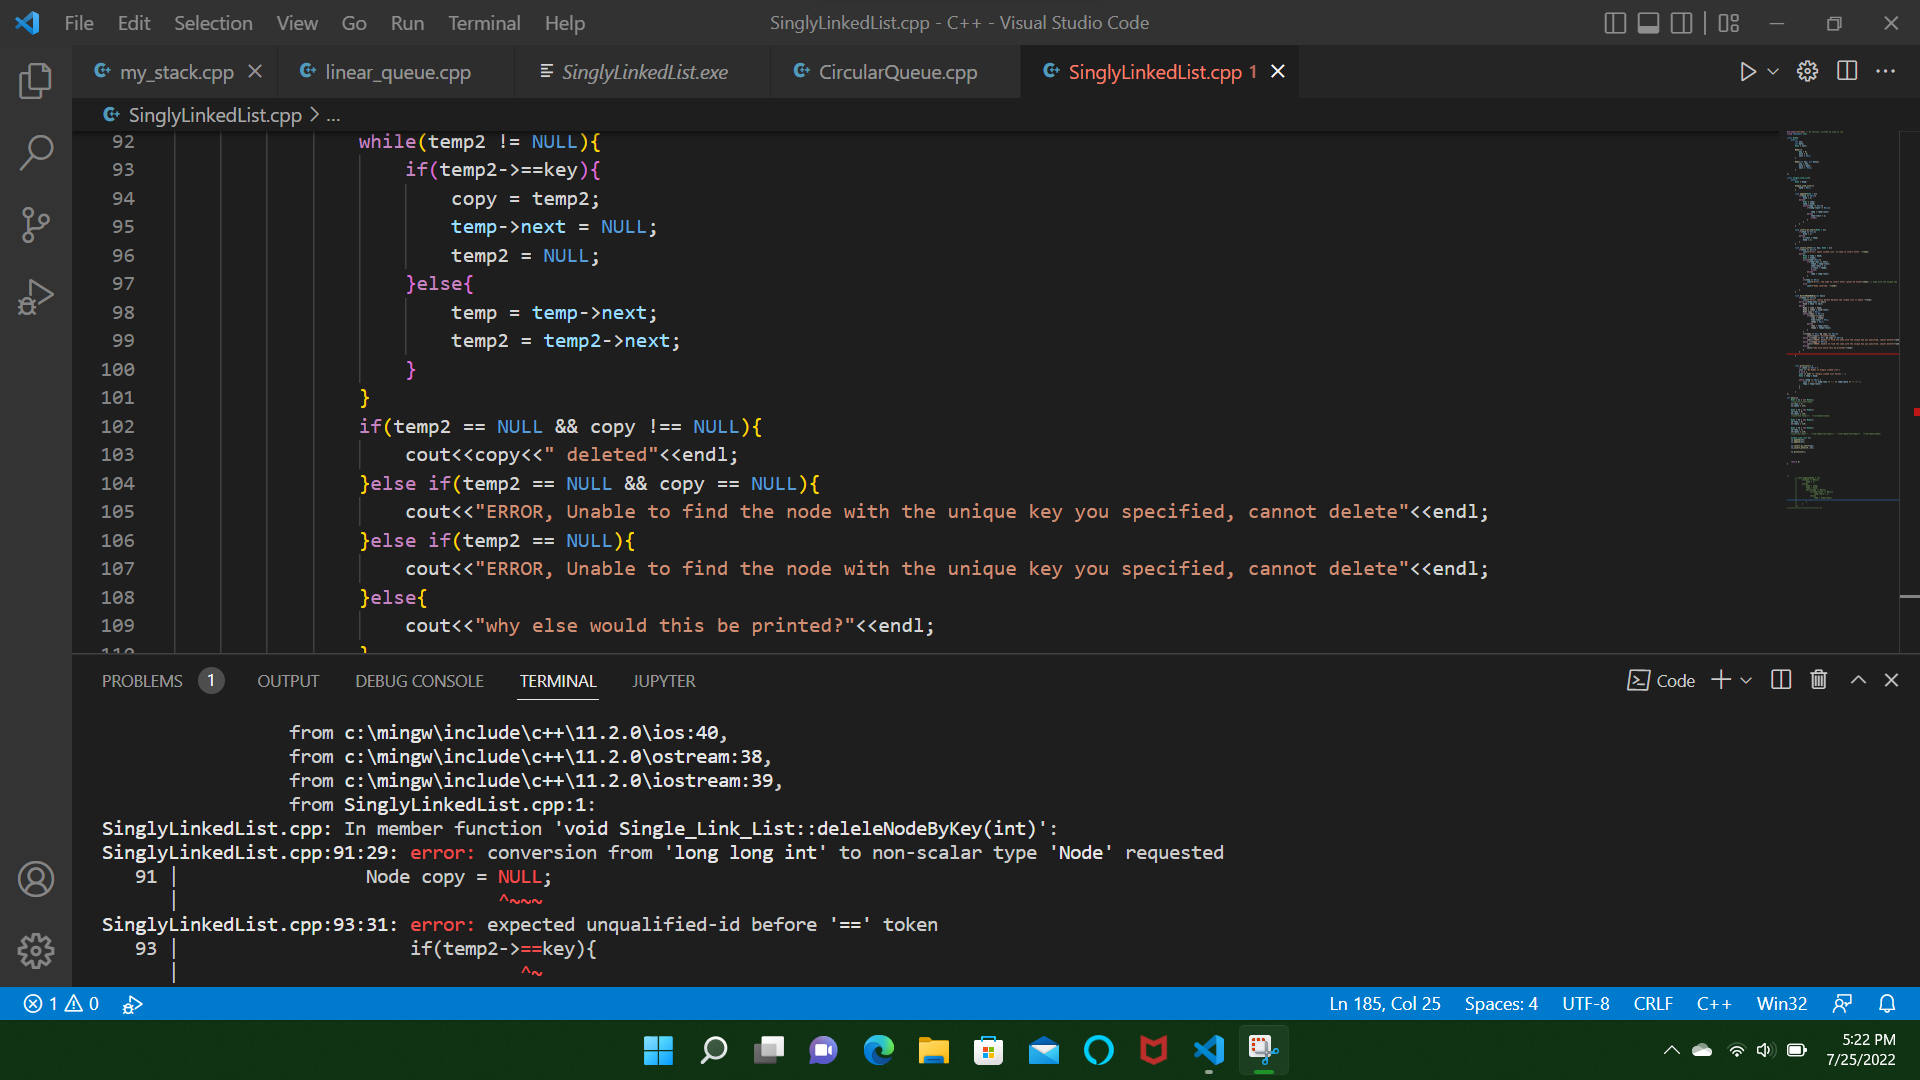 File Edit Selection View Go Run Terminal Help
SinglyLinkedList.cpp - C++ - Visual Studio Code
my_stack.cpp
linear_queue.cpp
SinglyLinkedList.exe
CircularQueue.cpp
SinglyLinkedList.cpp 1
SinglyLinkedList.cpp > ...
92 while(temp2 != NULL){
93 if(temp2->==key){
94 copy = temp2;
95 temp->next = NULL;
96 temp2 = NULL;
97 }else{
98 temp = temp->next;
99 temp2 = temp2->next;
100 }
101 }
102 if(temp2 == NULL && copy !== NULL){
103 cout<<copy<<" deleted"<<endl;
104 }else if(temp2 == NULL && copy == NULL){
105 cout<<"ERROR, Unable to find the node with the unique key you specified, cannot delete"<<endl;
106 }else if(temp2 == NULL){
107 cout<<"ERROR, Unable to find the node with the unique key you specified, cannot delete"<<endl;
108 }else{
109 cout<<"why else would this be printed?"<<endl;
110 }
PROBLEMS 1 OUTPUT DEBUG CONSOLE TERMINAL JUPYTER
Code
from c:\mingw\include\c++\11.2.0\ios:40,
from c:\mingw\include\c++\11.2.0\ostream:38,
from c:\mingw\include\c++\11.2.0\iostream:39,
from SinglyLinkedList.cpp:1:
SinglyLinkedList.cpp: In member function 'void Single_Link_List::deleleNodeByKey(int)':
SinglyLinkedList.cpp:91:29: error: conversion from 'long long int' to non-scalar type 'Node' requested
91 | Node copy = NULL;
| ^~~~
SinglyLinkedList.cpp:93:31: error: expected unqualified-id before '==' token
93 | if(temp2->==key){
| ^~
1 0
Ln 185, Col 25 Spaces: 4 UTF-8 CRLF C++ Win32
5:22 PM
7/25/2022